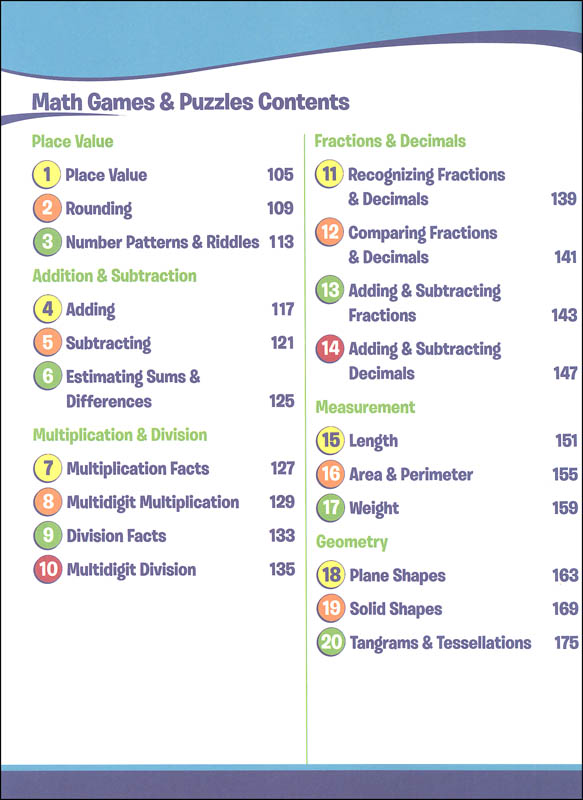 Math Games & Puzzles Contents
Place Value
1 Place Value 105
2 Rounding 109
3 Number Patterns & Riddles 113
Addition & Subtraction
4 Adding 117
5 Subtracting 121
6 Estimating Sums &
Differences 125
Multiplication & Division
7 Multiplication Facts 127
8 Multidigit Multiplication 129
9 Division Facts 133
10 Multidigit Division 135
Fractions & Decimals
11 Recognizing Fractions
& Decimals 139
12 Comparing Fractions
& Decimals 141
13 Adding & Subtracting
Fractions 143
14 Adding & Subtracting
Decimals 147
Measurement
15 Length 151
16 Area & Perimeter 155
17 Weight 159
Geometry
18 Plane Shapes 163
19 Solid Shapes 169
20 Tangrams & Tessellations 175